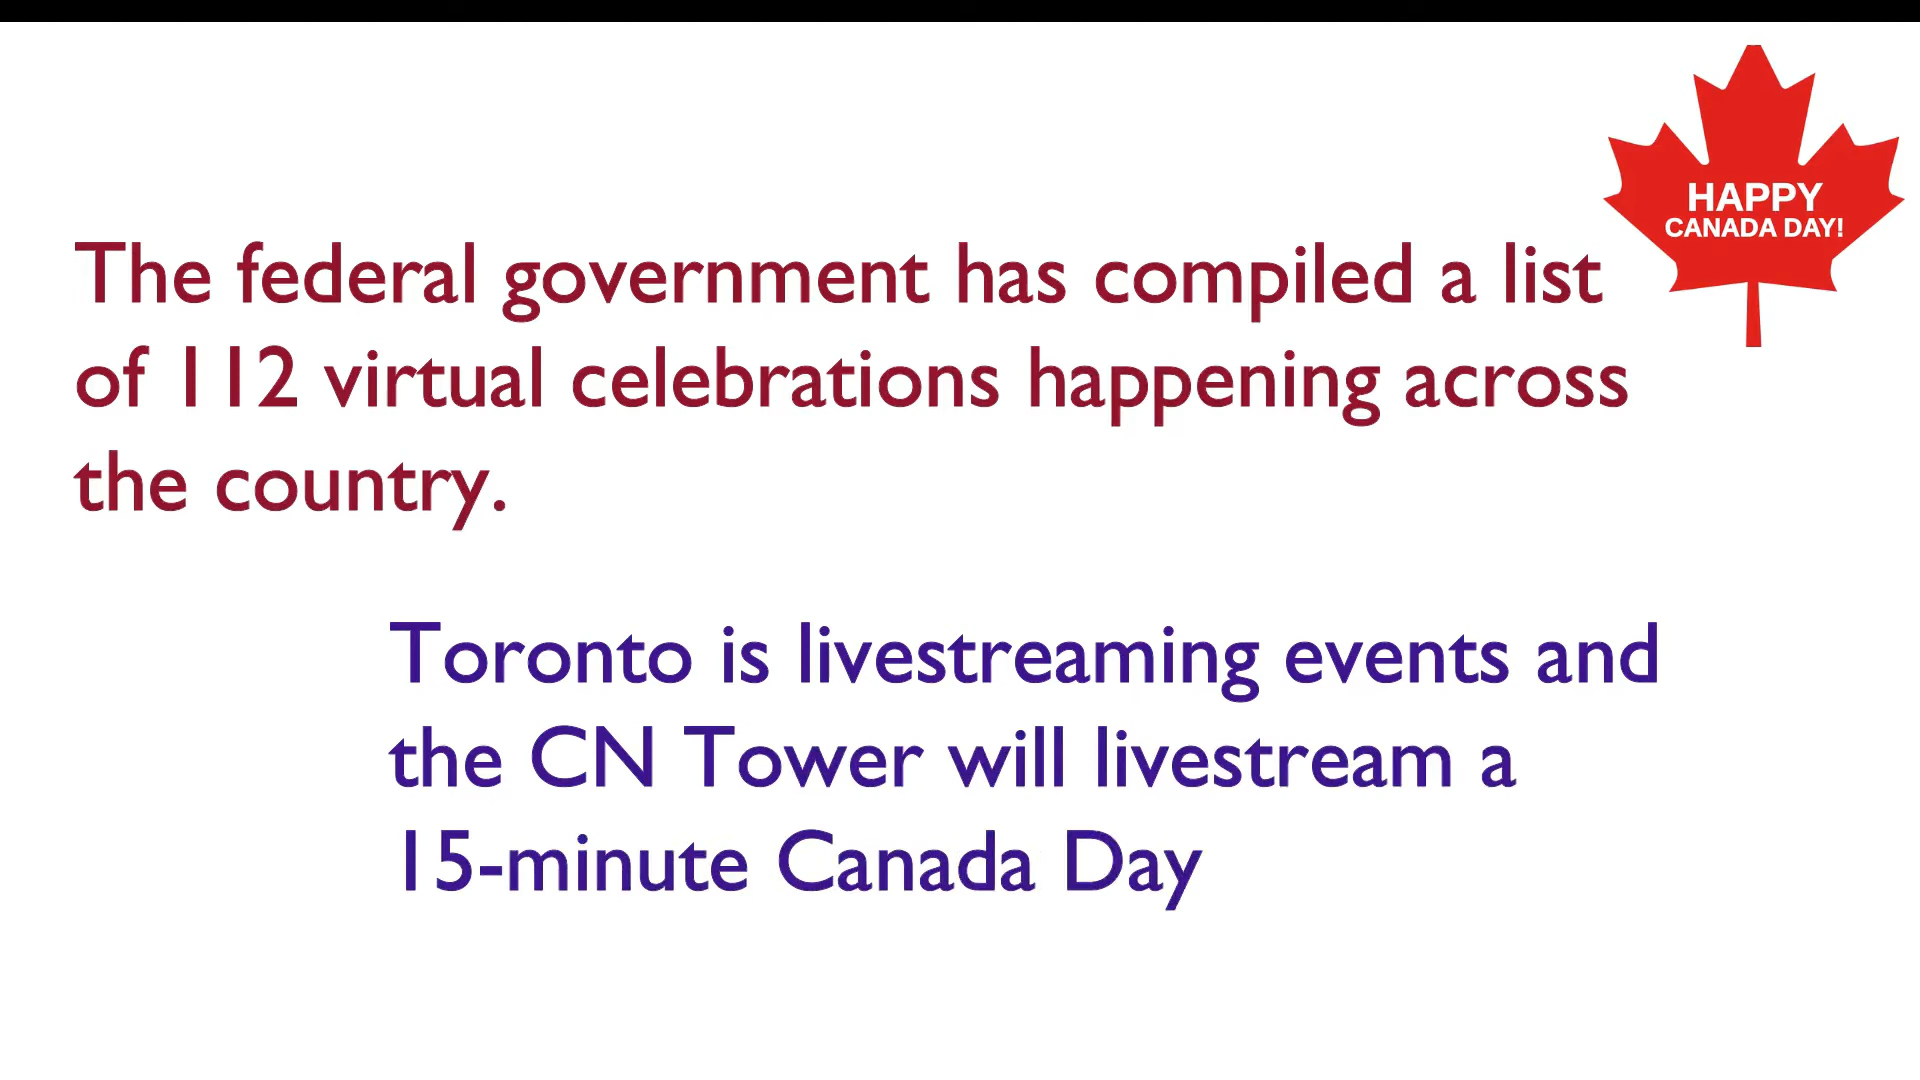 HAPPY
CANADA DAY!
The federal government has compiled a list
of 112 virtual celebrations happening across
the country.
Toronto is livestreaming events and
the CN Tower will livestream a
15-minute Canada Day